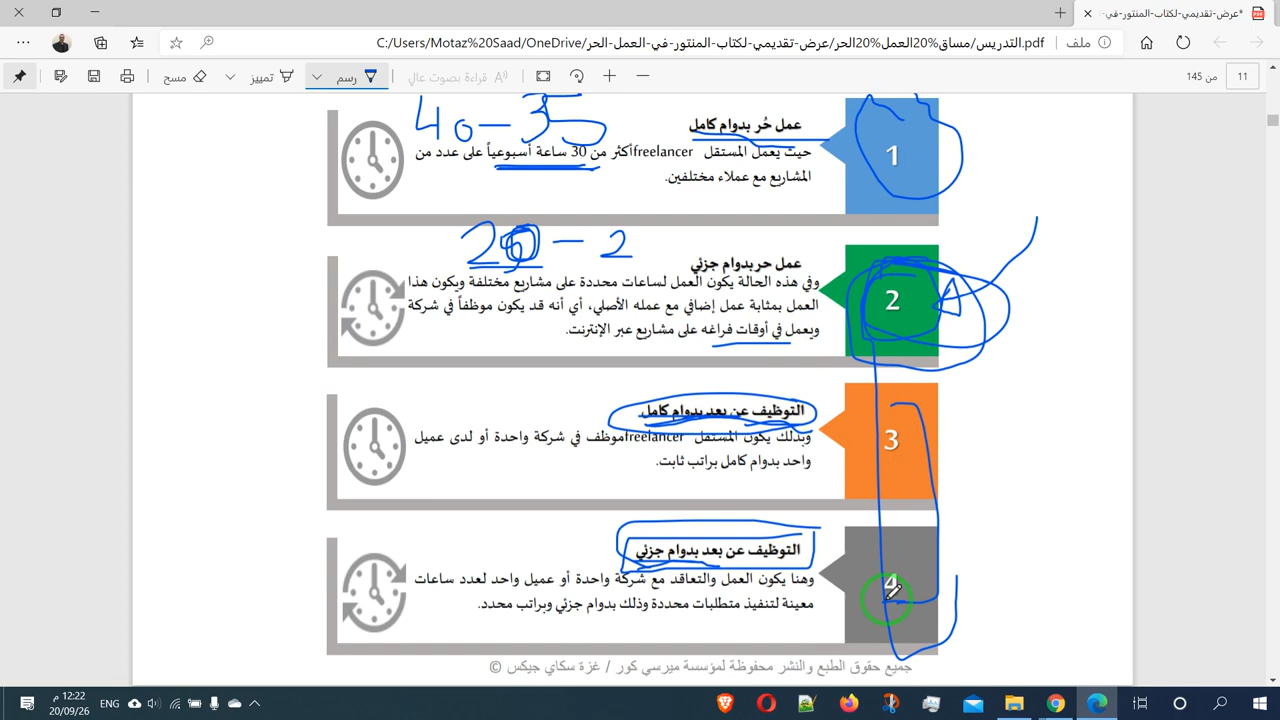 *عرض-تقديمي-لكتاب-المنتور-في-
ملف
C:/Users/Motaz%20Saad/OneDrive/التدريس/مساق%20العمل%20الحر/عرض-تقديمي-لكتاب-المنتور-في-العمل-الحر.pdf
11 من 145
قراءة بصوت عالٍ
رسم
تمييز
مسح
40-35
1
عمل حُر بدوام كامل
حيث يعمل المستقل freelancer أكثر من 30 ساعة أسبوعياً على عدد من
المشاريع مع عملاء مختلفين.
2
عمل حر بدوام جزئي
وفي هذه الحالة يكون العمل لساعات محددة على مشاريع مختلفة ويكون هذا
العمل بمثابة عمل إضافي مع عمله الأصلي، أي أنه قد يكون موظفاً في شركة
ويعمل في أوقات فراغه على مشاريع عبر الإنترنت.
3
التوظيف عن بعد بدوام كامل
وبذلك يكون المستقل freelancer موظف في شركة واحدة أو لدى عميل
واحد بدوام كامل براتب ثابت.
4
التوظيف عن بعد بدوام جزئي
وهنا يكون العمل والتعاقد مع شركة واحدة أو عميل واحد لعدد ساعات
معينة لتنفيذ متطلبات محددة وذلك بدوام جزئي وبراتب محدد.
جميع حقوق الطبع والنشر محفوظة لمؤسسة ميرسي كور / غزة سكاي جيكس ©
12:22 م
ENG
20/09/26